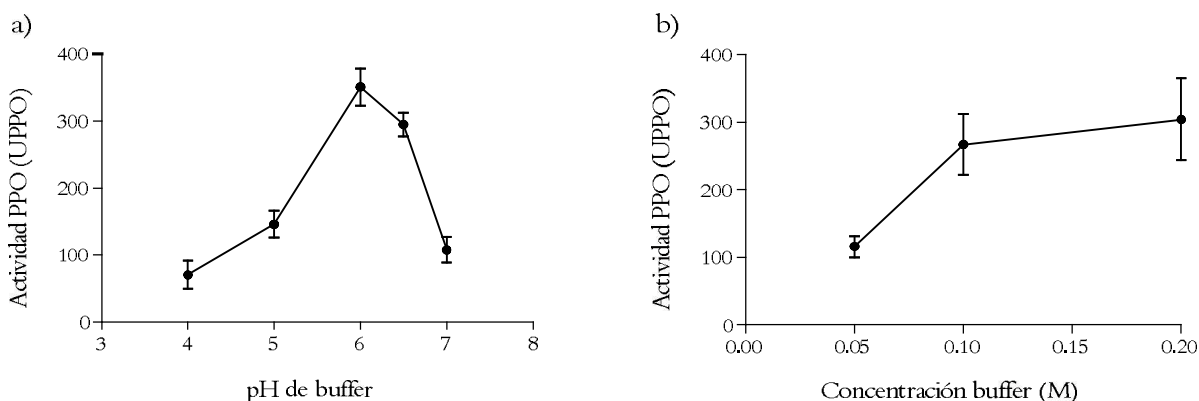 a)
Actividad PPO (UPPO)
400
300
200
100
0
3 4 5 6 7 8
pH de buffer
b)
Actividad PPO (UPPO)
400
300
200
100
0
0.00 0.05 0.10 0.15 0.20
Concentración buffer (M)